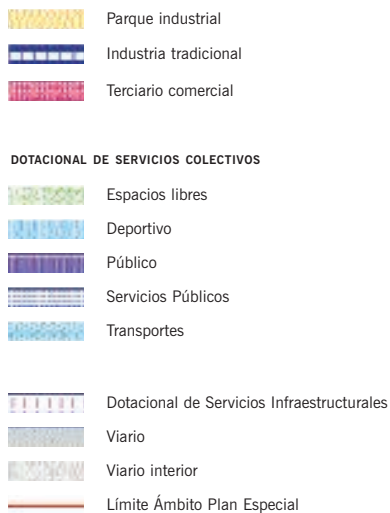 Parque industrial
Industria tradicional
Terciario comercial
DOTACIONAL DE SERVICIOS COLECTIVOS
Espacios libres
Deportivo
Público
Servicios Públicos
Transportes
Dotacional de Servicios Infraestructurales
Viario
Viario interior
Límite Ámbito Plan Especial